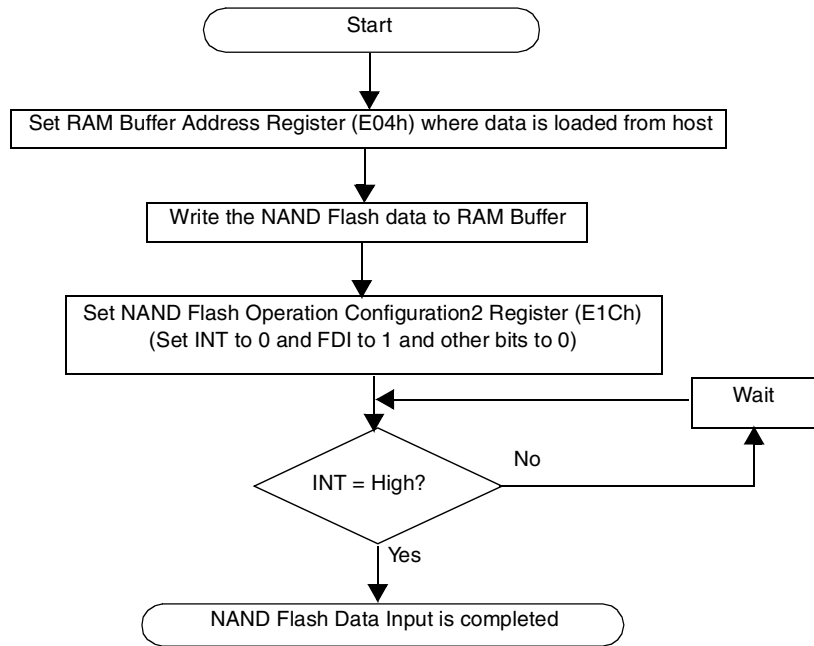 Start
Set RAM Buffer Address Register (E04h) where data is loaded from host
Write the NAND Flash data to RAM Buffer
Set NAND Flash Operation Configuration2 Register (E1Ch)
(Set INT to 0 and FDI to 1 and other bits to 0)
Wait
INT = High?
No
Yes
NAND Flash Data Input is completed